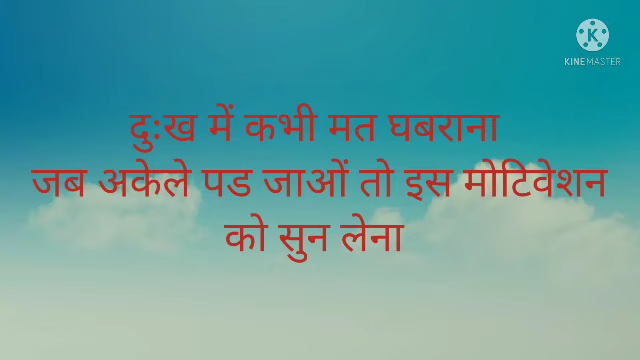 K
KINEMASTER
दुःख में कभी मत घबराना
जब अकेले पड जाओं तो इस मोटिवेशन
को सुन लेना